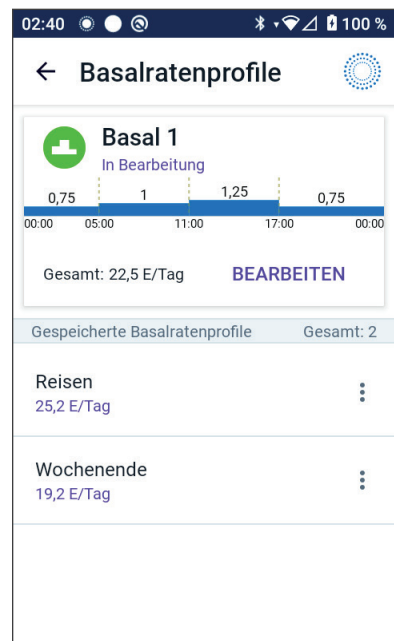 02:40 100 %
Basalratenprofile
Basal 1
In Bearbeitung
0,75 1 1,25 0,75
00:00 05:00 11:00 17:00 00:00
Gesamt: 22,5 E/Tag BEARBEITEN
Gespeicherte Basalratenprofile Gesamt: 2
Reisen
25,2 E/Tag
Wochenende
19,2 E/Tag